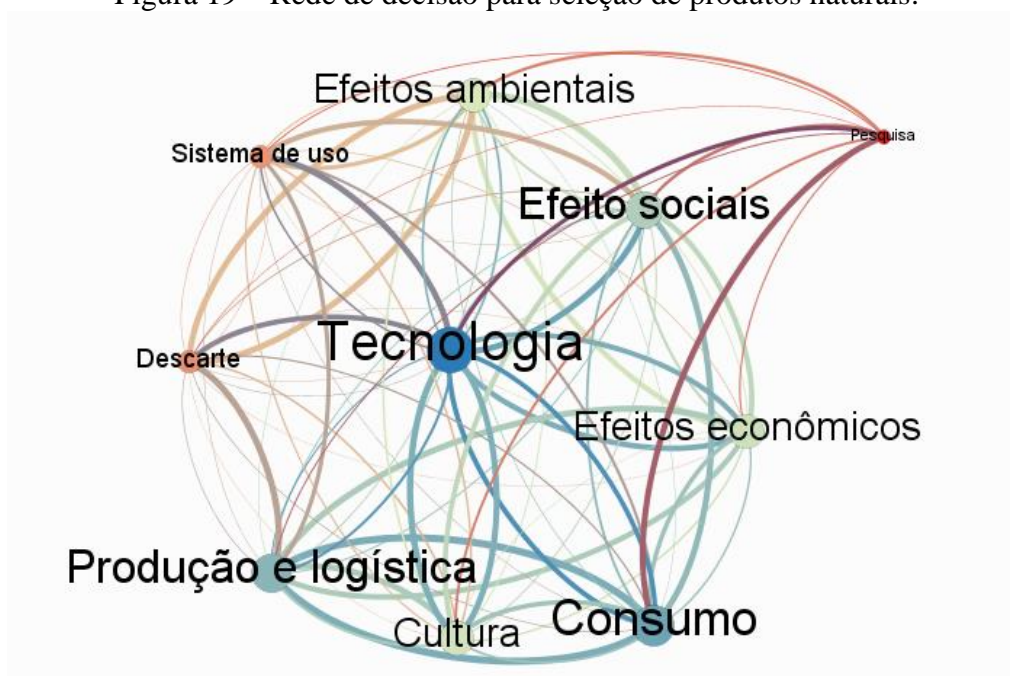 Figura 19 – Rede de decisão para seleção de produtos naturais.
Efeitos ambientais
Pesquisa
Sistema de uso
Efeito sociais
Tecnologia
Descarte
Efeitos econômicos
Produção e logística
Consumo
Cultura